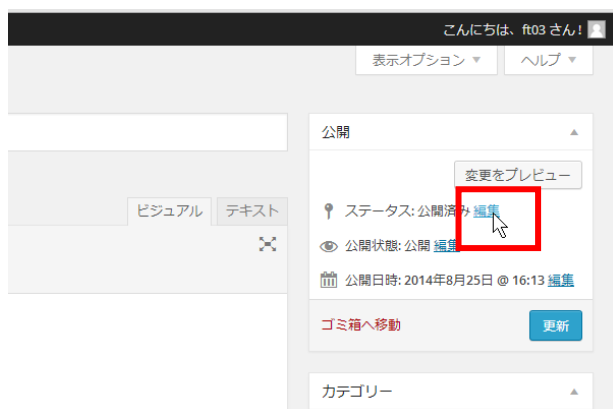 こんにちは、ft03 さん!
表示オプション ▼ ヘルプ ▼
公開
変更をプレビュー
ビジュアル テキスト
ステータス: 公開済み 編集
公開状態: 公開 編集
公開日時: 2014年8月25日 @ 16:13 編集
ゴミ箱へ移動 更新
カテゴリー